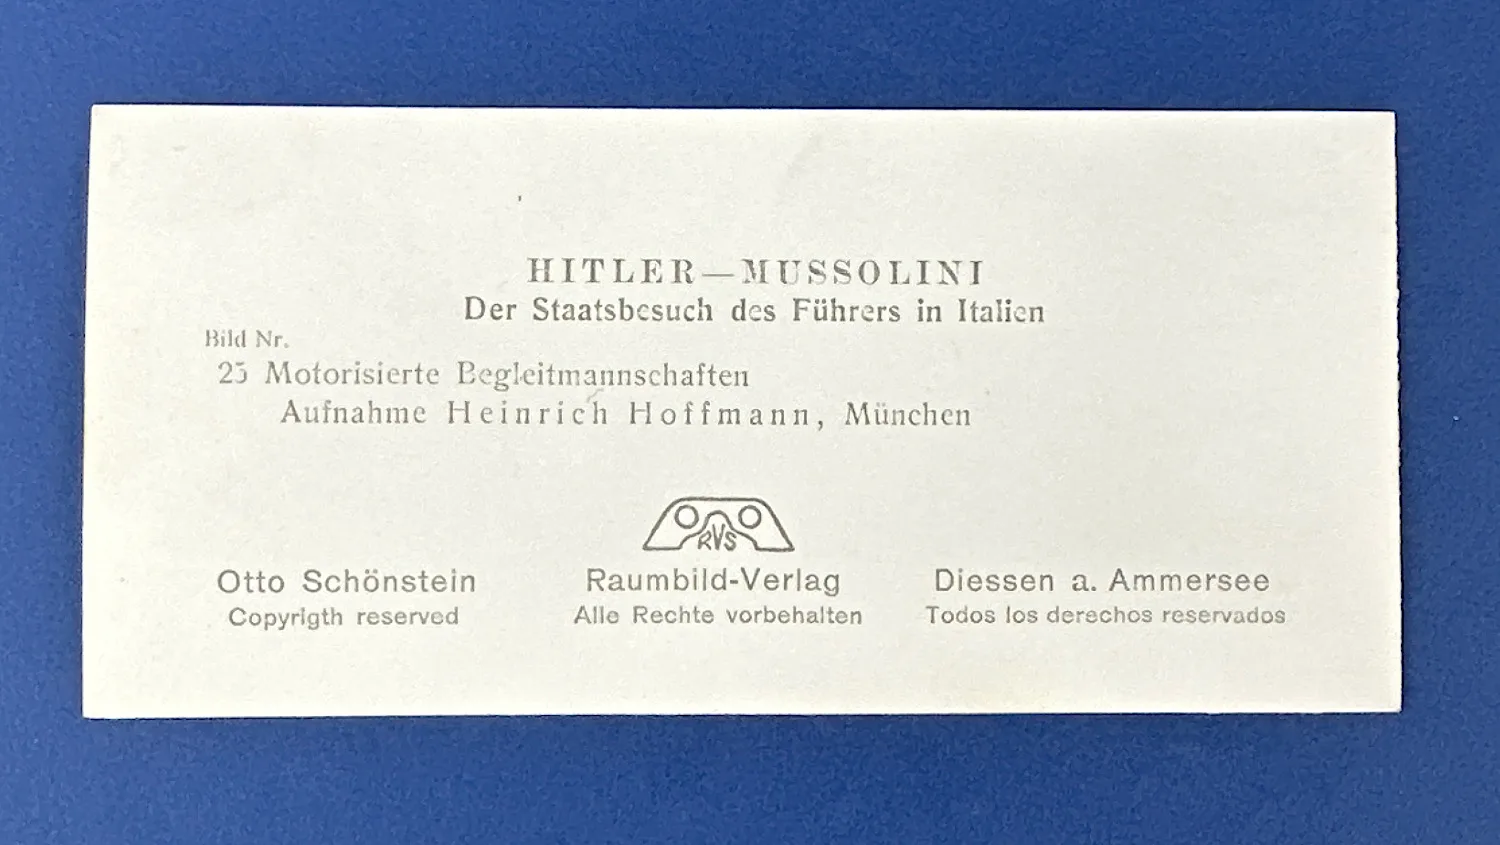 HITLER—MUSSOLINI
Der Staatsbesuch des Führers in Italien
Bild Nr.
25 Motorisierte Begleitmannschaften
Aufnahme Heinrich Hoffmann, München
RVS
Otto Schönstein Raumbild-Verlag Diessen a. Ammersee
Copyrigth reserved Alle Rechte vorbehalten Todos los derechos reservados